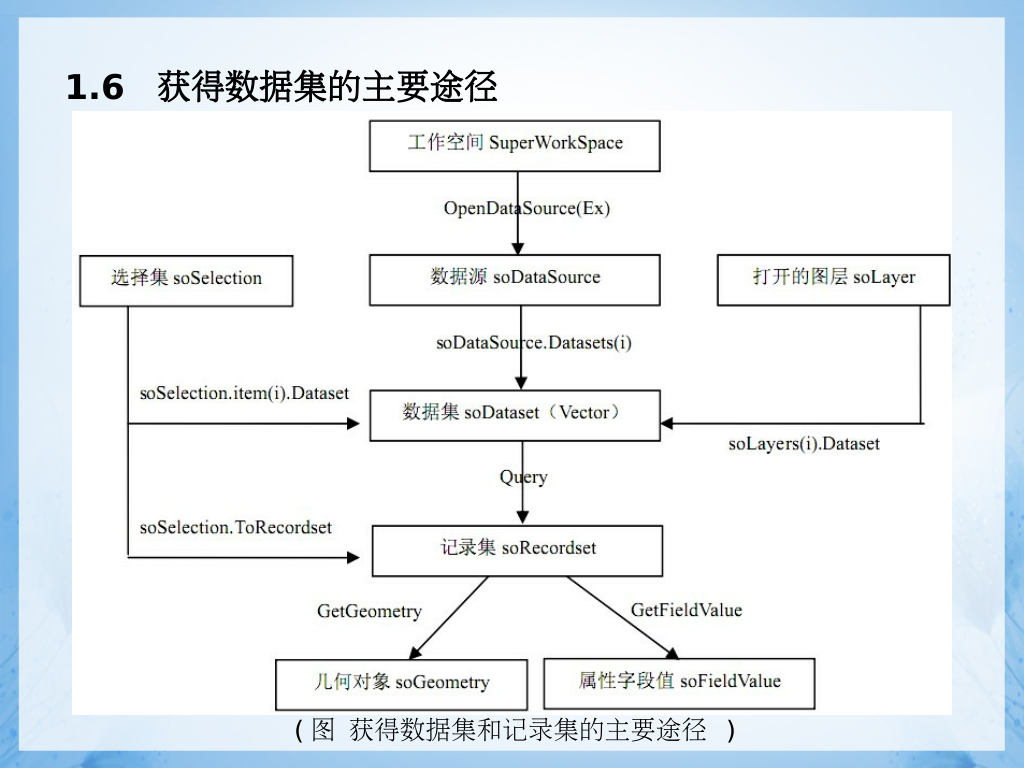 1.6 获得数据集的主要途径
工作空间 SuperWorkSpace
OpenDataSource(Ex)
选择集 soSelection
数据源 soDataSource
打开的图层 soLayer
soDataSource.Datasets(i)
soSelection.item(i).Dataset
数据集 soDataset（Vector）
soLayers(i).Dataset
Query
soSelection.ToRecordset
记录集 soRecordset
GetGeometry
GetFieldValue
几何对象 soGeometry
属性字段值 soFieldValue
( 图 获得数据集和记录集的主要途径 )